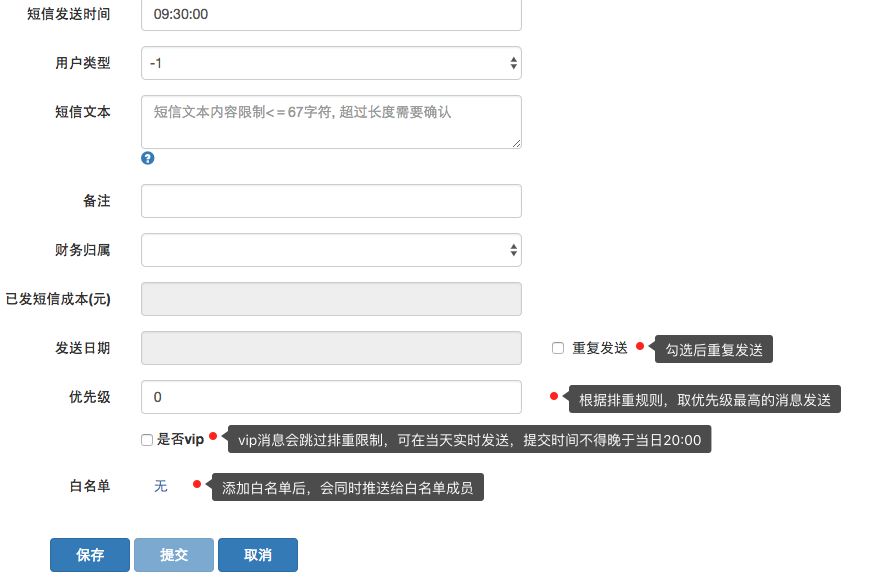 短信发送时间 09:30:00
用户类型 -1
短信文本 短信文本内容限制<=67字符, 超过长度需要确认
?
备注
财务归属
已发短信成本(元)
发送日期 重复发送 勾选后重复发送
优先级 0 根据排重规则，取优先级最高的消息发送
是否vip vip消息会跳过排重限制，可在当天实时发送，提交时间不得晚于当日20:00
白名单 无 添加白名单后，会同时推送给白名单成员
保存 提交 取消